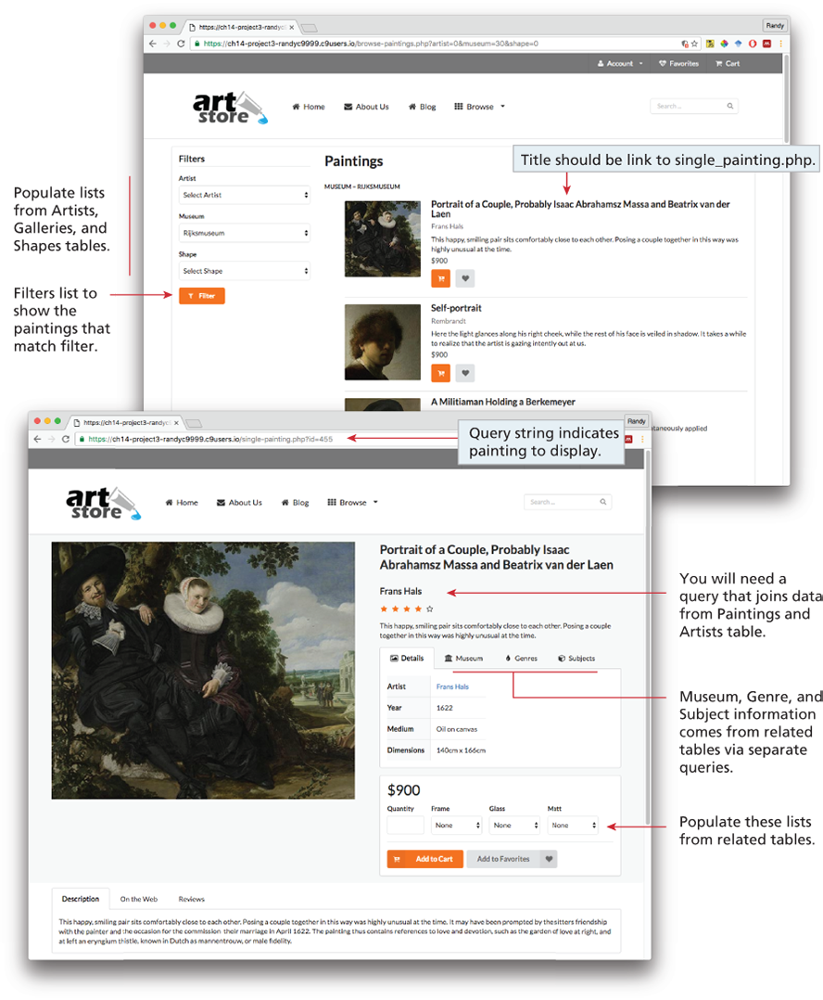 https://ch14-project3-randyc
Randy
https://ch14-project3-randyc9999.c9users.io/browse-paintings.php?artist=0&museum=30&shape=0
Account
Favorites
Cart
art
store
Home
About Us
Blog
Browse
Search ...
Filters
Artist
Select Artist
Museum
Rijksmuseum
Shape
Select Shape
Filter
Paintings
MUSEUM = RIJKSMUSEUM
Title should be link to single_painting.php.
Portrait of a Couple, Probably Isaac Abrahamsz Massa and Beatrix van der
Laen
Frans Hals
This happy, smiling pair sits comfortably close to each other. Posing a couple together in this way was
highly unusual at the time.
$900
Self-portrait
Rembrandt
Here the light glances along his right cheek, while the rest of his face is veiled in shadow. It takes a while
to realize that the artist is gazing intently out at us.
$900
A Militiaman Holding a Berkemeyer
ntaneously applied
Populate lists
from Artists,
Galleries, and
Shapes tables.
Filters list to
show the
paintings that
match filter.
https://ch14-project3-randyc
Randy
https://ch14-project3-randyc9999.c9users.io/single-painting.php?id=455
Query string indicates
painting to display.
art
store
Home
About Us
Blog
Browse
Search ...
Portrait of a Couple, Probably Isaac
Abrahamsz Massa and Beatrix van der Laen
Frans Hals
This happy, smiling pair sits comfortably close to each other. Posing a couple
together in this way was highly unusual at the time.
Details
Museum
Genres
Subjects
Artist
Frans Hals
Year
1622
Medium
Oil on canvas
Dimensions
140cm x 166cm
$900
Quantity
Frame
Glass
Matt
None
None
None
Add to Cart
Add to Favorites
Description
On the Web
Reviews
This happy, smiling pair sits comfortably close to each other. Posing a couple together in this way was highly unusual at the time. It may have been prompted by the sitters friendship
with the painter and the occasion for the commission their marriage in April 1622. The painting thus contains references to love and devotion, such as the garden of love at right, and
at left an eryngium thistle, known in Dutch as mannentrouw, or male fidelity.
You will need a
query that joins data
from Paintings and
Artists table.
Museum, Genre, and
Subject information
comes from related
tables via separate
queries.
Populate these lists
from related tables.